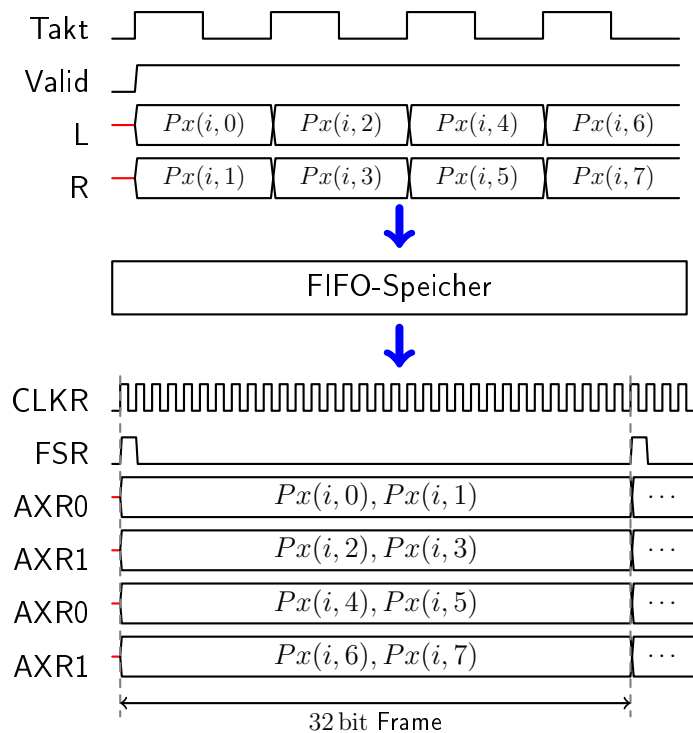 Takt
Valid
L Px(i, 0) Px(i, 2) Px(i, 4) Px(i, 6)
R Px(i, 1) Px(i, 3) Px(i, 5) Px(i, 7)
FIFO-Speicher
CLKR
FSR
AXR0 Px(i, 0), Px(i, 1) ···
AXR1 Px(i, 2), Px(i, 3) ···
AXR0 Px(i, 4), Px(i, 5) ···
AXR1 Px(i, 6), Px(i, 7) ···
32 bit Frame